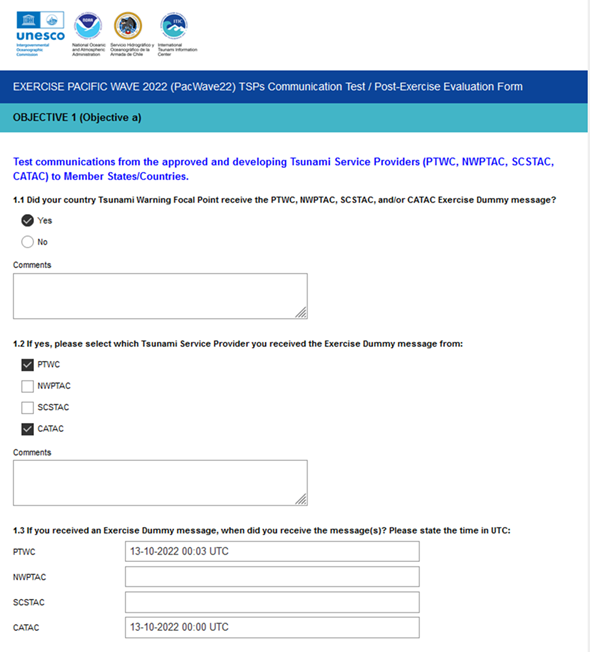 unesco
Intergovernmental
Oceanographic
Commission
National Oceanic
and Atmospheric
Administration
Servicio Hidrográfico y
Oceanográfico de la
Armada de Chile
International
Tsunami Information
Center
EXERCISE PACIFIC WAVE 2022 (PacWave22) TSPs Communication Test / Post-Exercise Evaluation Form
OBJECTIVE 1 (Objective a)
Test communications from the approved and developing Tsunami Service Providers (PTWC, NWPTAC, SCSTAC,
CATAC) to Member States/Countries.
1.1 Did your country Tsunami Warning Focal Point receive the PTWC, NWPTAC, SCSTAC, and/or CATAC Exercise Dummy message?
Yes
No
Comments
1.2 If yes, please select which Tsunami Service Provider you received the Exercise Dummy message from:
PTWC
NWPTAC
SCSTAC
CATAC
Comments
1.3 If you received an Exercise Dummy message, when did you receive the message(s)? Please state the time in UTC:
PTWC 13-10-2022 00:03 UTC
NWPTAC
SCSTAC
CATAC 13-10-2022 00:00 UTC